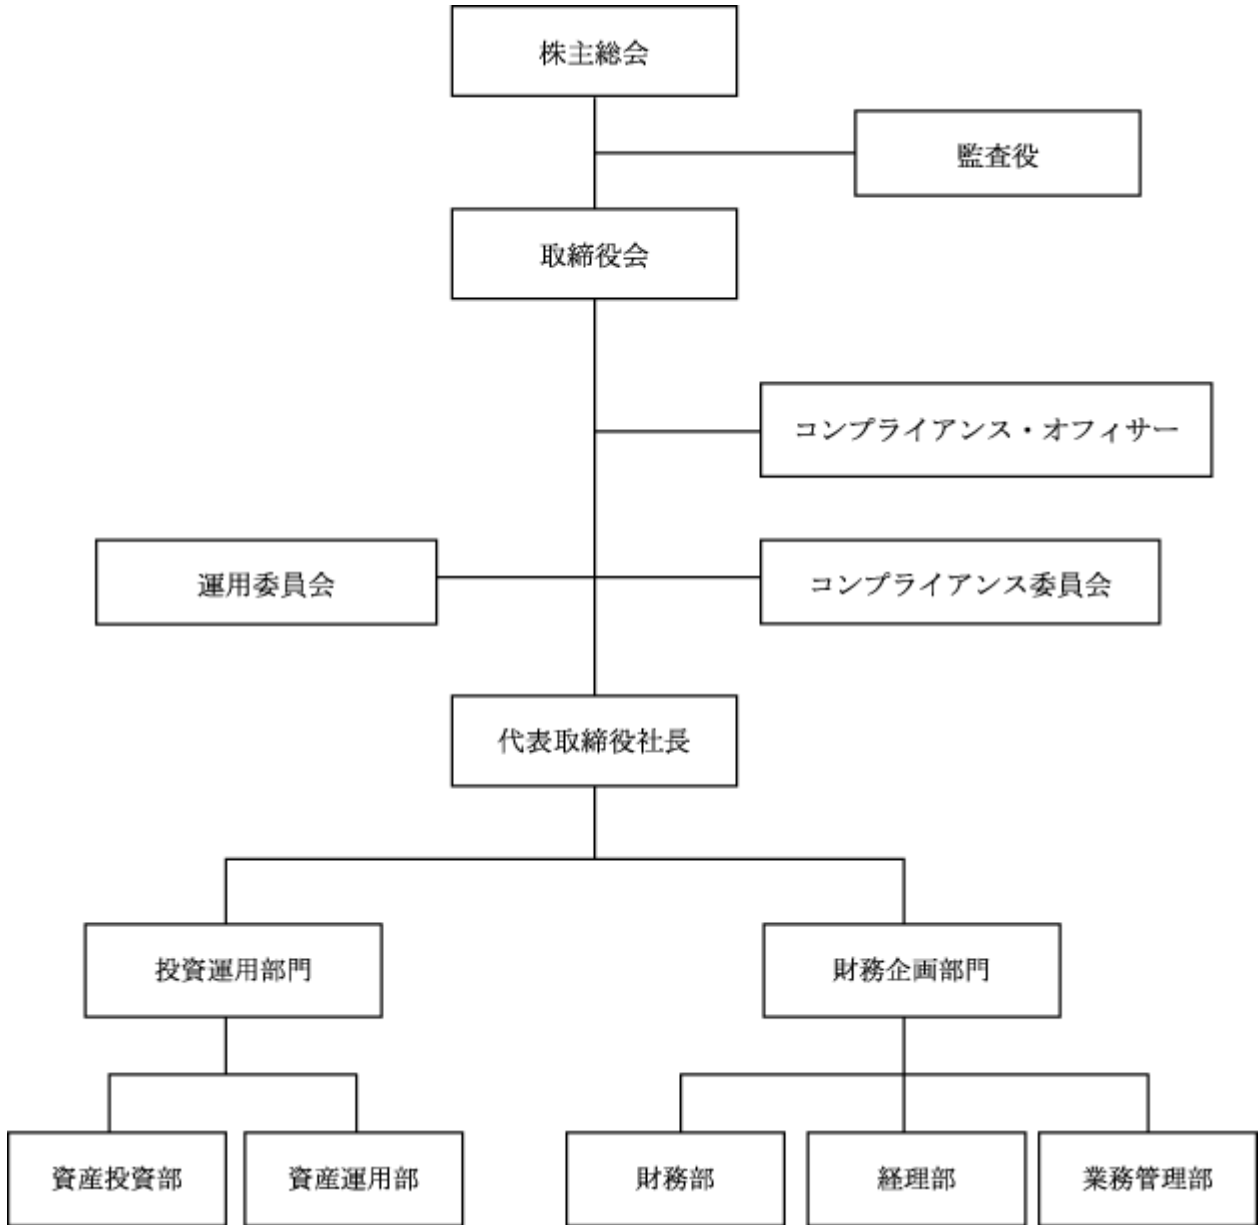 株主総会
監査役
取締役会
コンプライアンス・オフィサー
運用委員会
コンプライアンス委員会
代表取締役社長
投資運用部門
財務企画部門
資産投資部
資産運用部
財務部
経理部
業務管理部